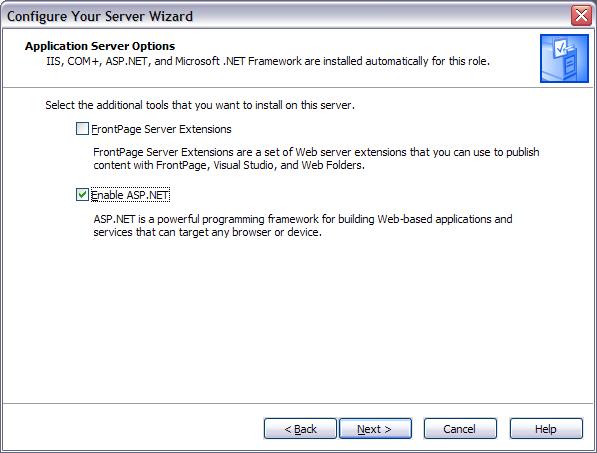 Configure Your Server Wizard
Application Server Options
IIS, COM+, ASP.NET, and Microsoft .NET Framework are installed automatically for this role.
Select the additional tools that you want to install on this server.
FrontPage Server Extensions
FrontPage Server Extensions are a set of Web server extensions that you can use to publish
content with FrontPage, Visual Studio, and Web Folders.
Enable ASP.NET
ASP.NET is a powerful programming framework for building Web-based applications and
services that can target any browser or device.
< Back Next > Cancel Help